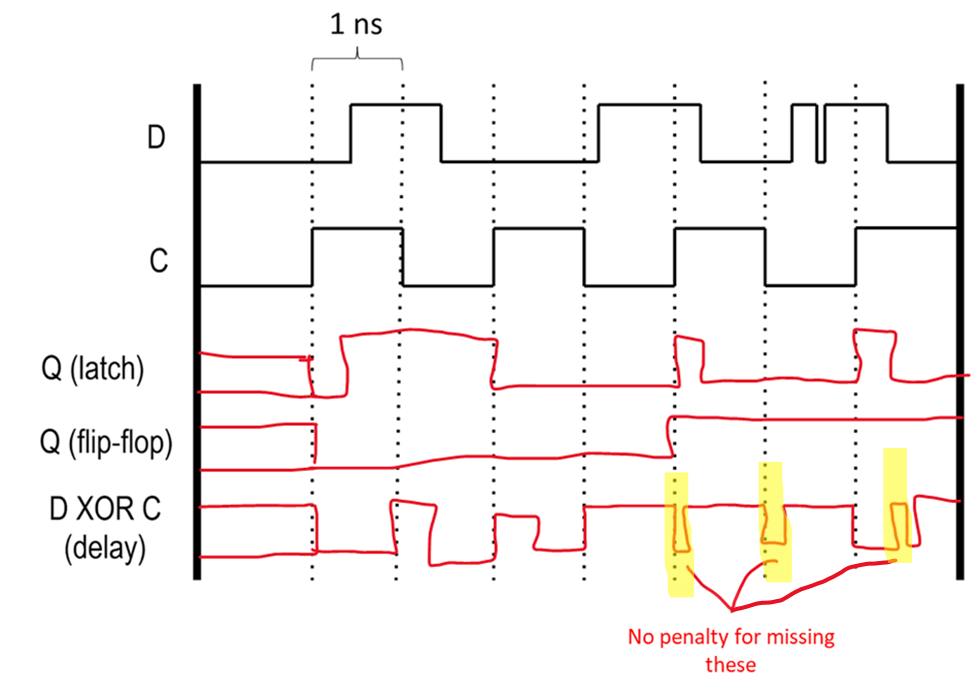 1 ns
D
C
Q (latch)
Q (flip-flop)
D XOR C
(delay)
No penalty for missing
these